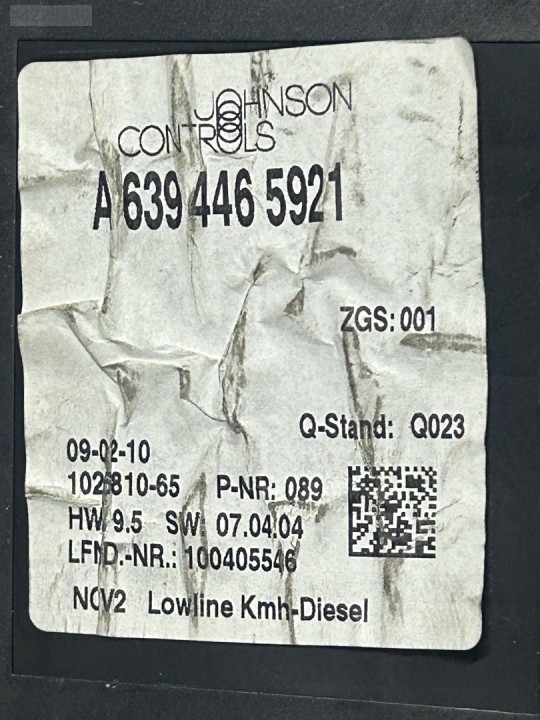 JOHNSON
CONTROLS
A 639 446 5921
ZGS: 001
Q-Stand: Q023
09-02-10
102810-65 P-NR: 089
HW 9.5 SW 07.04.04
LFND.-NR.: 100405546
NCV2 Lowline Kmh-Diesel